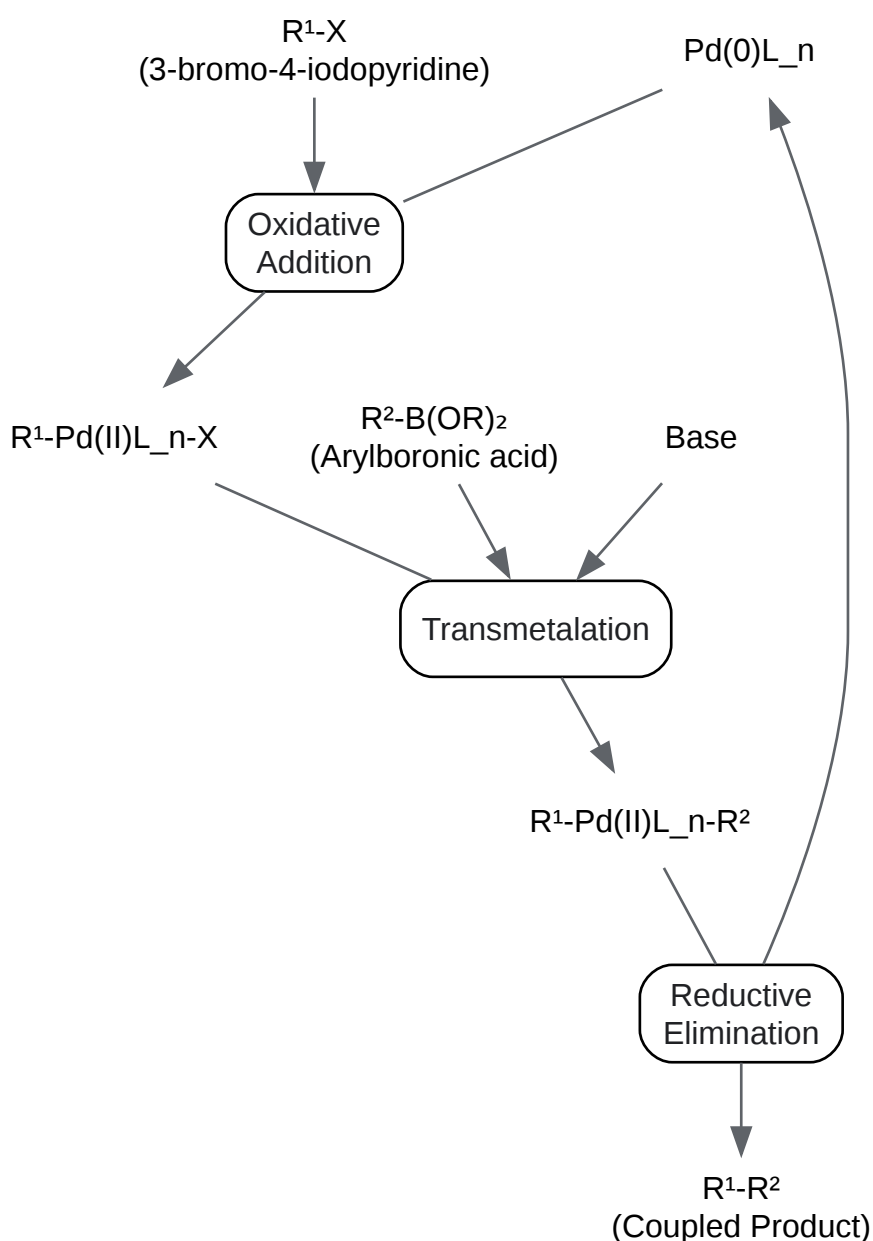 R¹-X
(3-bromo-4-iodopyridine)
Pd(0)L_n
Oxidative
Addition
R¹-Pd(II)L_n-X
R²-B(OR)₂
(Arylboronic acid)
Base
Transmetalation
R¹-Pd(II)L_n-R²
Reductive
Elimination
R¹-R²
(Coupled Product)